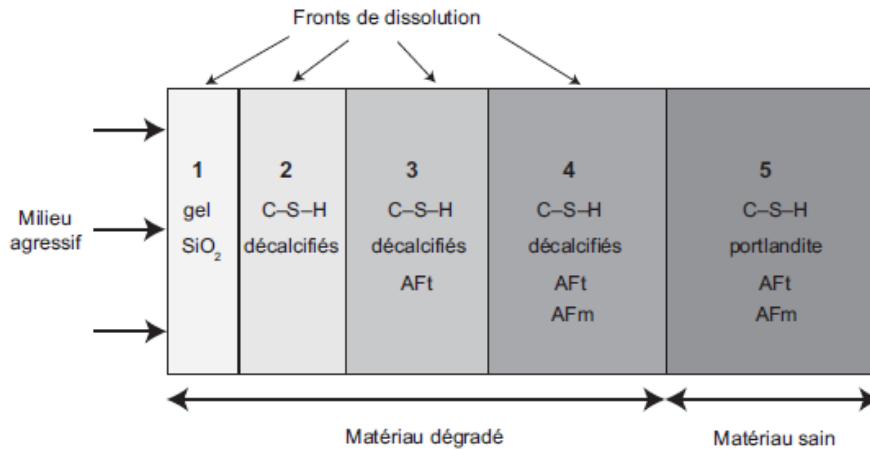 Fronts de dissolution
Milieu
agressif
1
gel
SiO₂
2
C–S–H
décalcifiés
3
C–S–H
décalcifiés
AFt
4
C–S–H
décalcifiés
AFt
AFm
5
C–S–H
portlandite
AFt
AFm
Matériau dégradé
Matériau sain